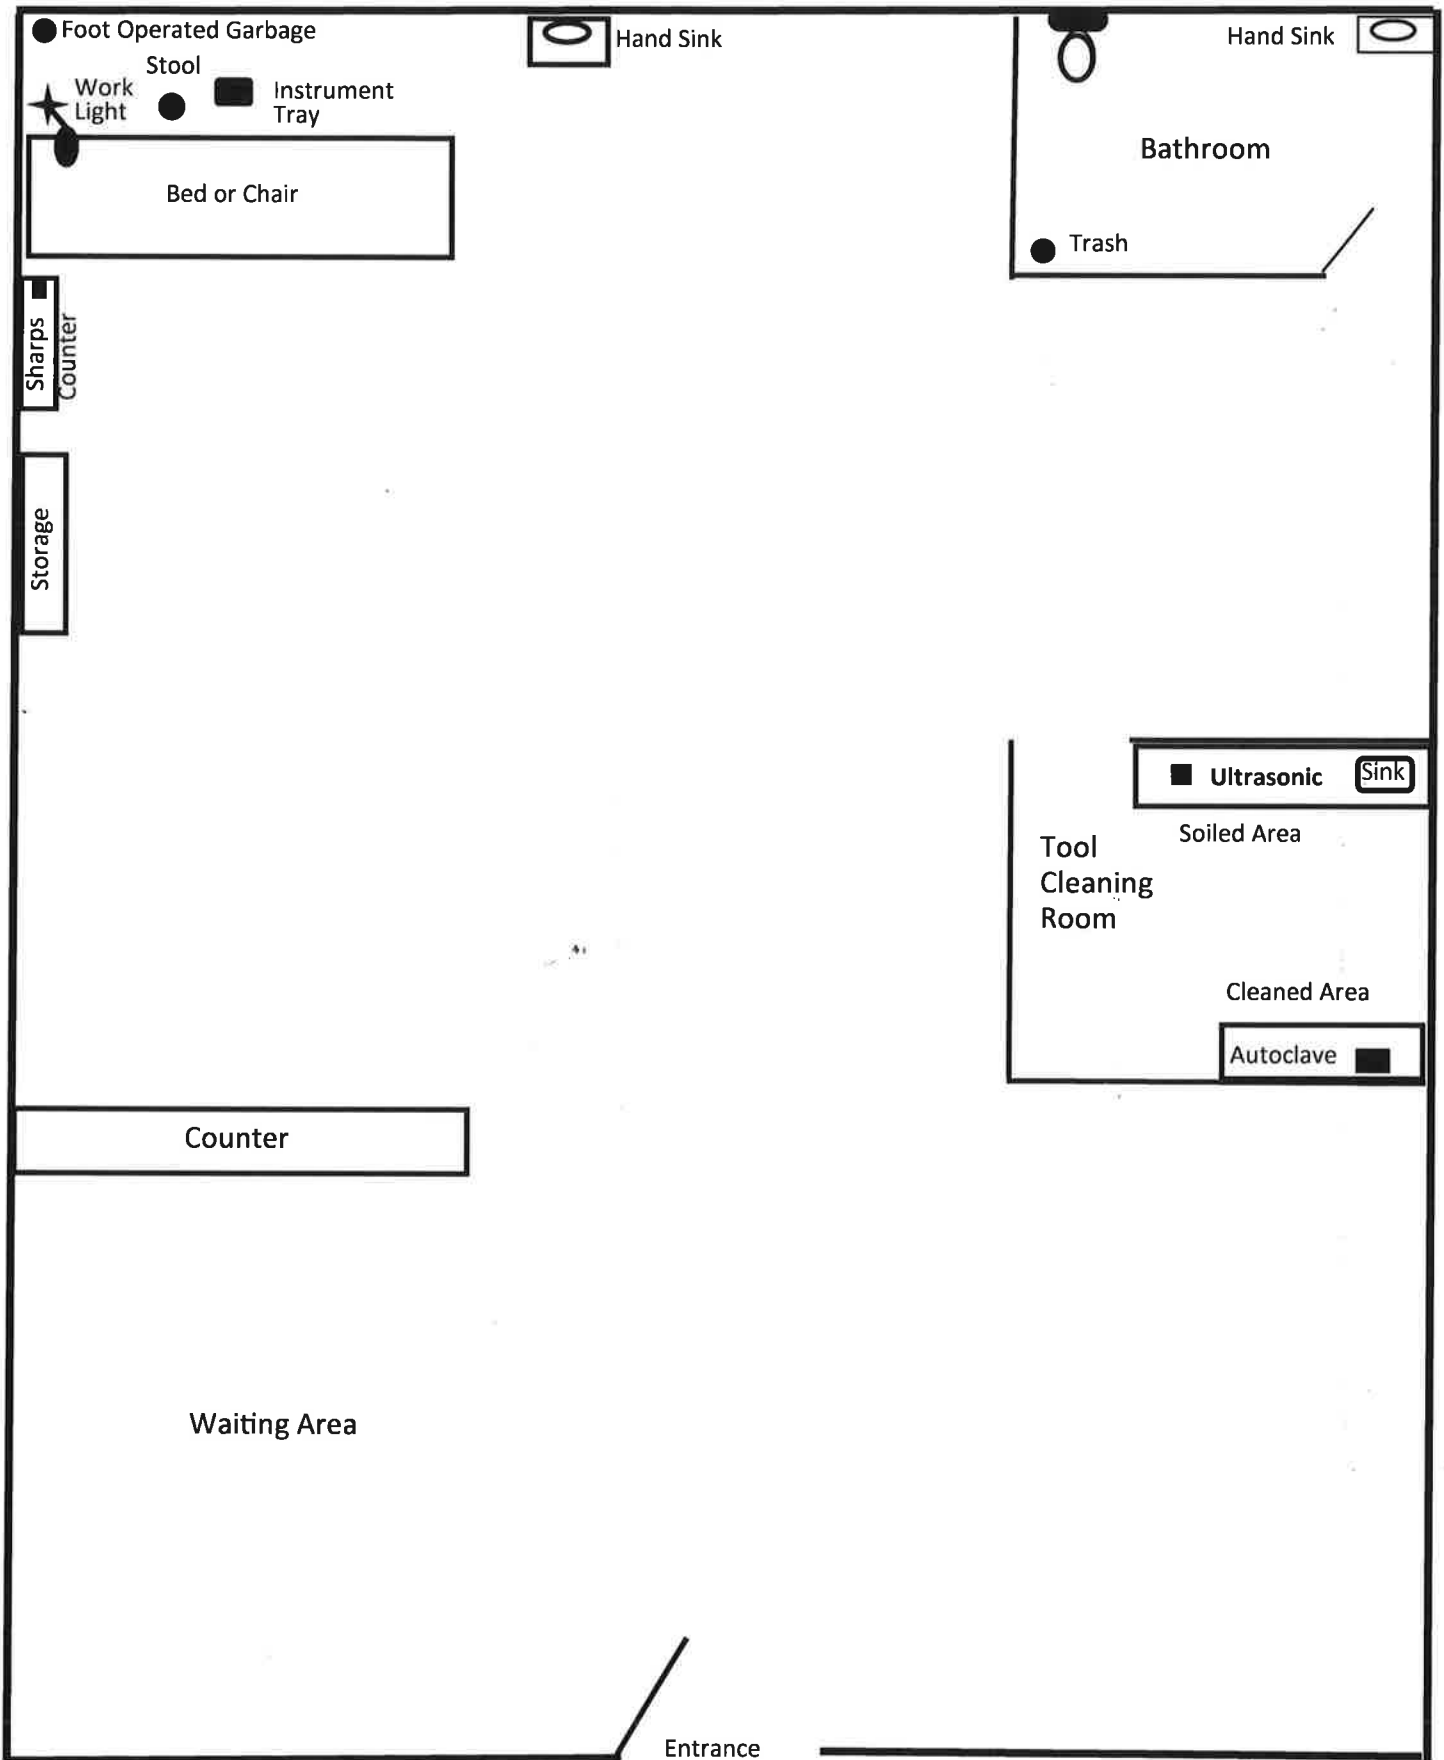 Foot Operated Garbage
Hand Sink
Hand Sink
Stool
Work
Light
Instrument
Tray
Bathroom
Bed or Chair
Trash
Sharps
Counter
Storage
Ultrasonic
Sink
Soiled Area
Tool
Cleaning
Room
Cleaned Area
Autoclave
Counter
Waiting Area
Entrance